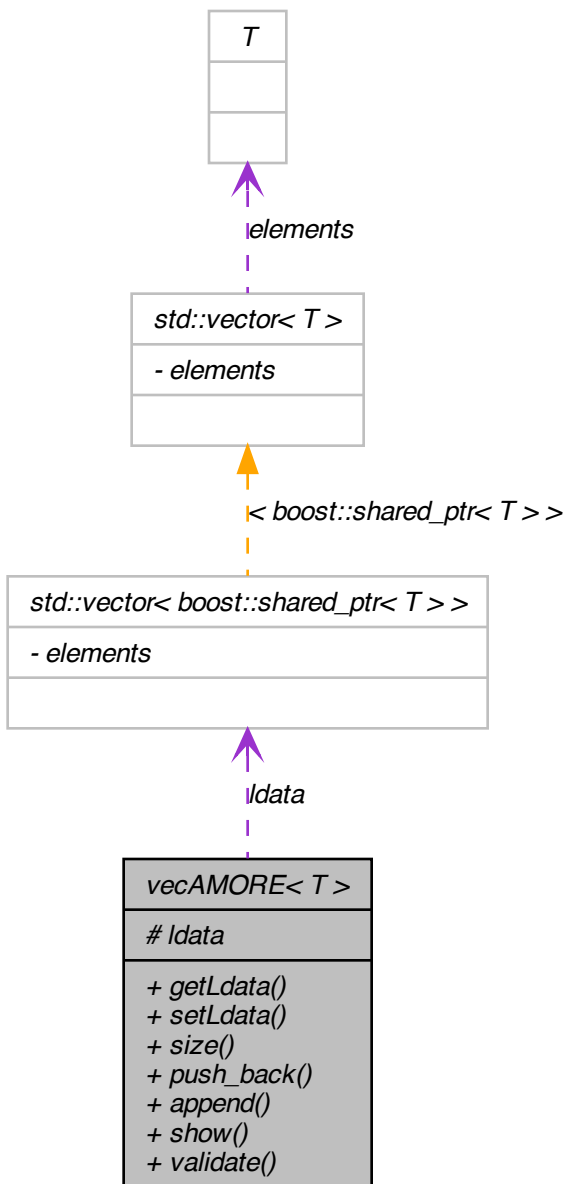 T
elements
std::vector< T >
- elements
< boost::shared_ptr< T > >
std::vector< boost::shared_ptr< T > >
- elements
ldata
vecAMORE< T >
# ldata
+ getLdata()
+ setLdata()
+ size()
+ push_back()
+ append()
+ show()
+ validate()